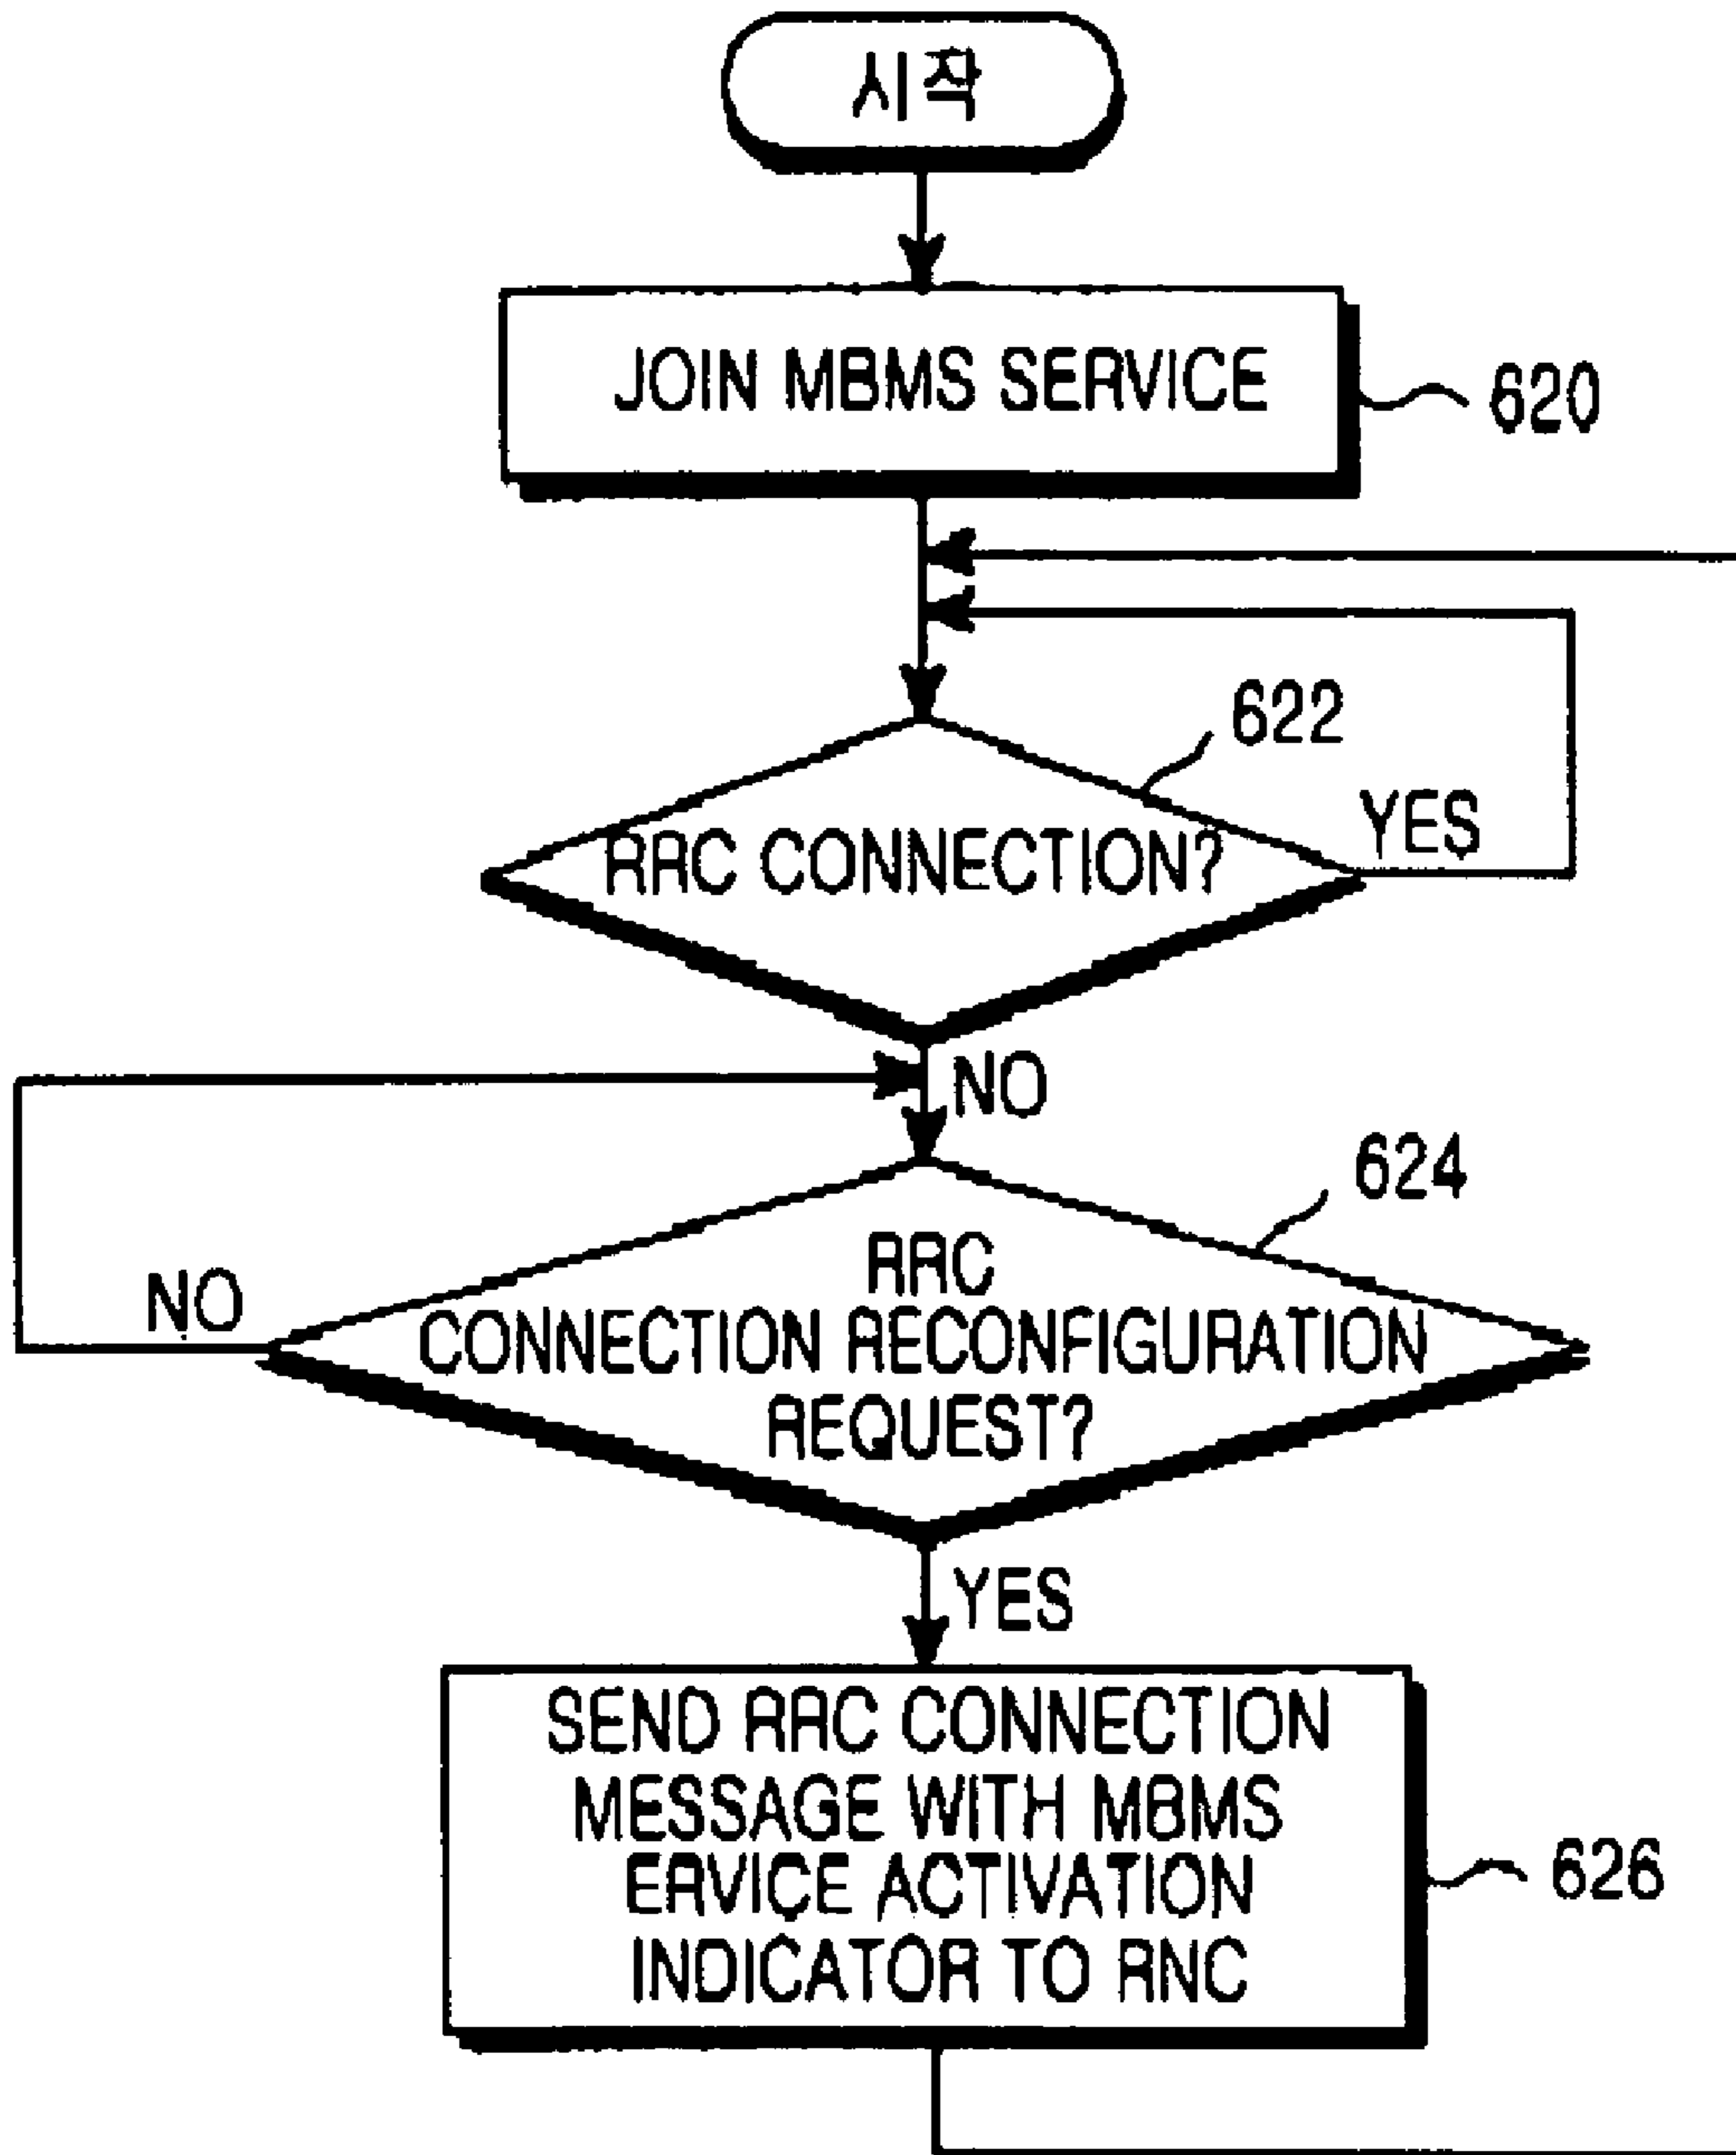 시작
JOIN MBMS SERVICE
620
622
RRC CONNECTION?
YES
NO
624
RRC
CONNECTION RECONFIGURATION
REQUEST?
NO
YES
SEND RRC CONNECTION
MESSAGE WITH MBMS
ERVICE ACTIVATION
INDICATOR TO RNC
626